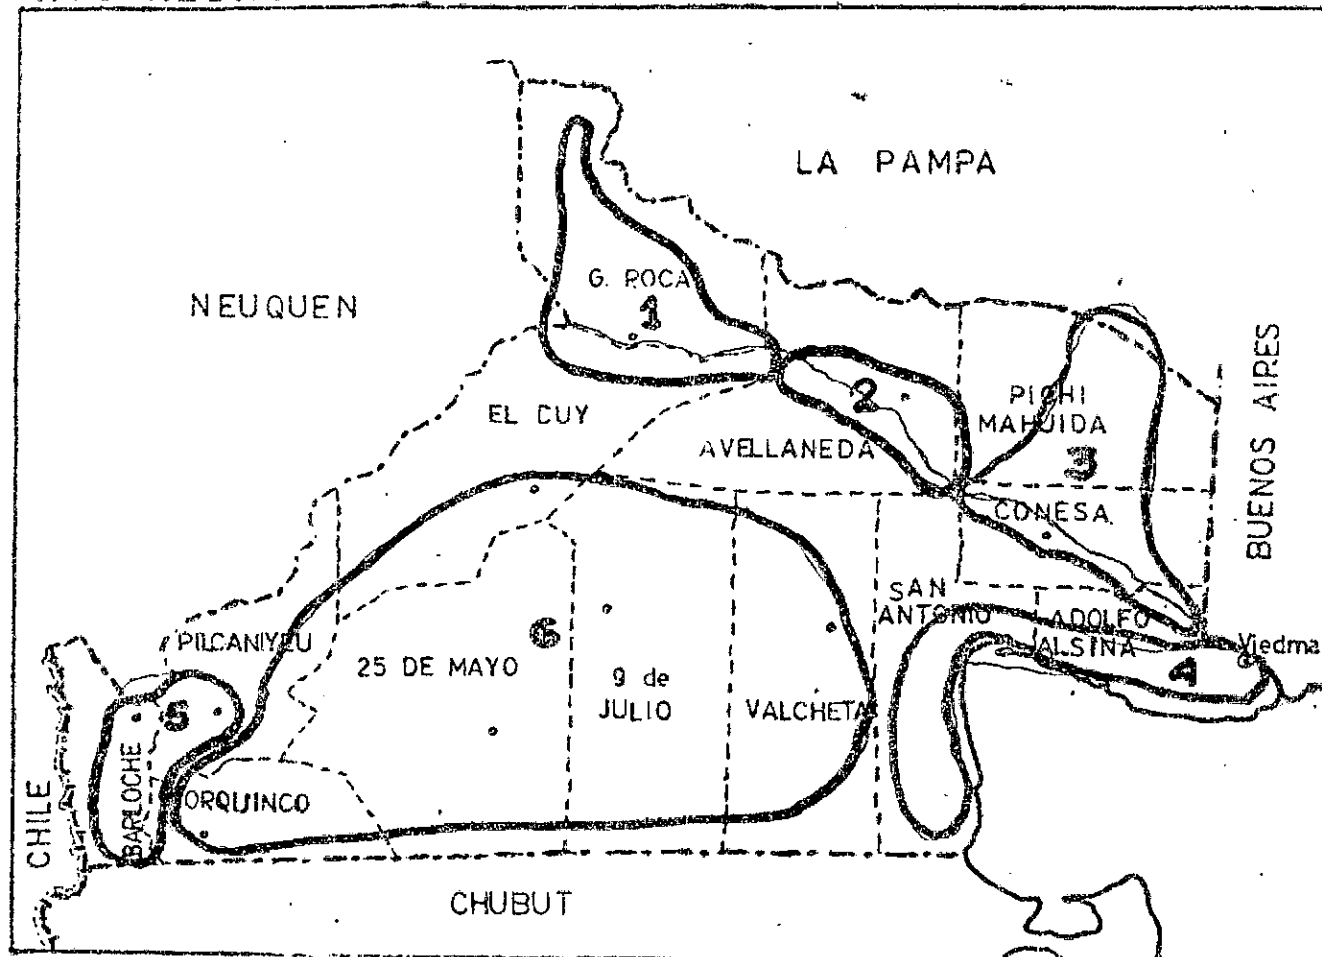 LA PAMPA
NEUQUEN
G. ROCA
1
BUENOS AIRES
2
PICHI
MAHUIDA
EL CUY
AVELLANEDA
3
CONESA
SAN
ANTONIO
ADOLFO
ALSINA
Viedma
4
PILCANIYEU
25 DE MAYO
6
9 de
JULIO
VALCHETA
5
BARILOCHE
ÑORQUINCO
CHILE
CHUBUT